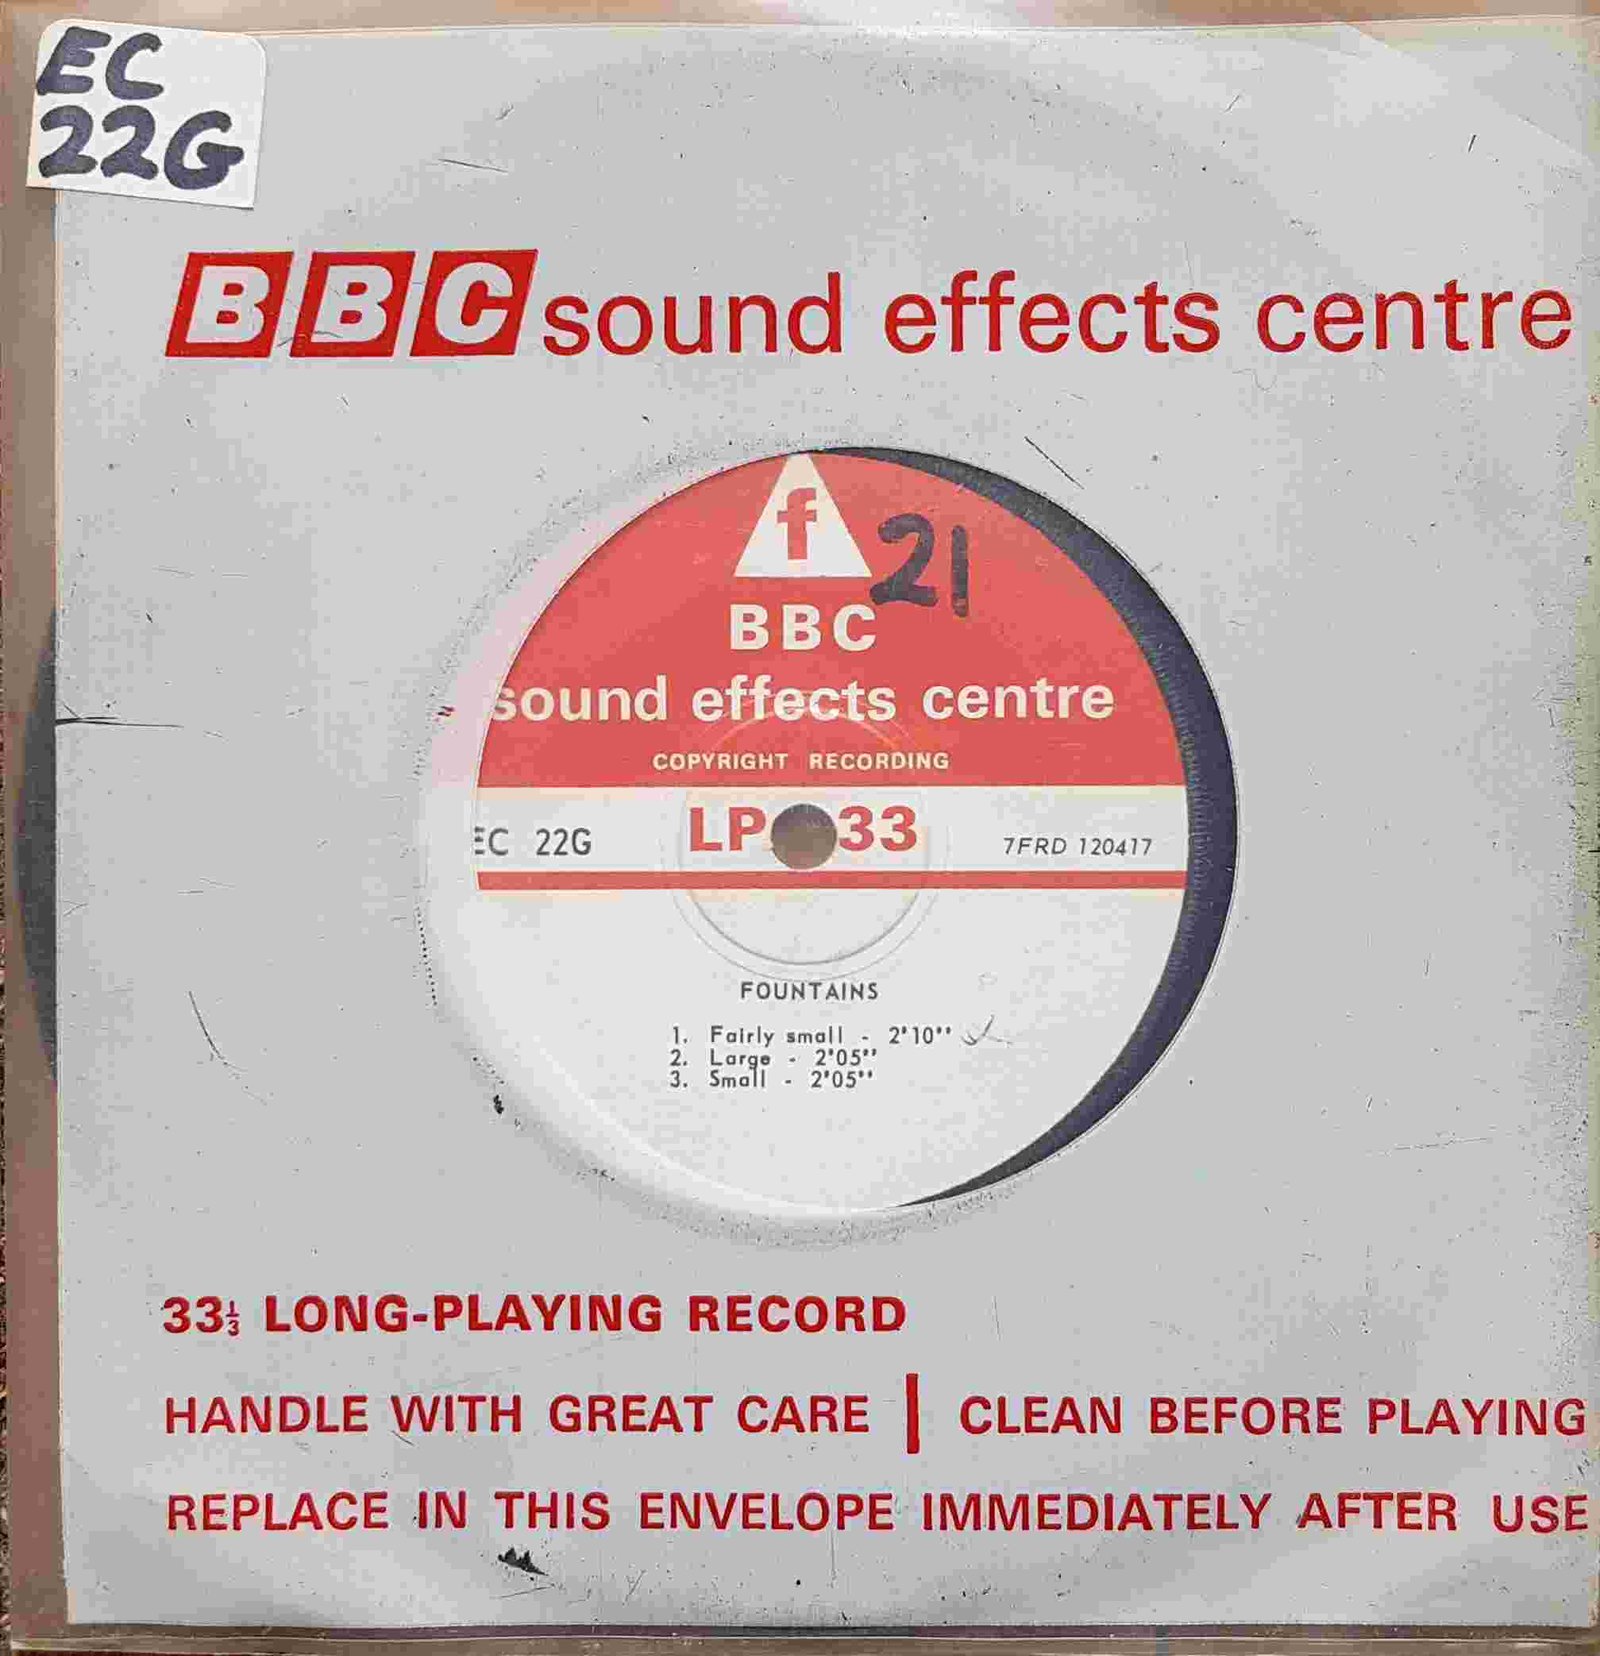 EC
22G
BBC sound effects centre
f
21
BBC
sound effects centre
COPYRIGHT RECORDING
EC 22G LP 33 7FRD 120417
FOUNTAINS
1. Fairly small - 2'10''
2. Large - 2'05''
3. Small - 2'05''
33⅓ LONG-PLAYING RECORD
HANDLE WITH GREAT CARE | CLEAN BEFORE PLAYING
REPLACE IN THIS ENVELOPE IMMEDIATELY AFTER USE